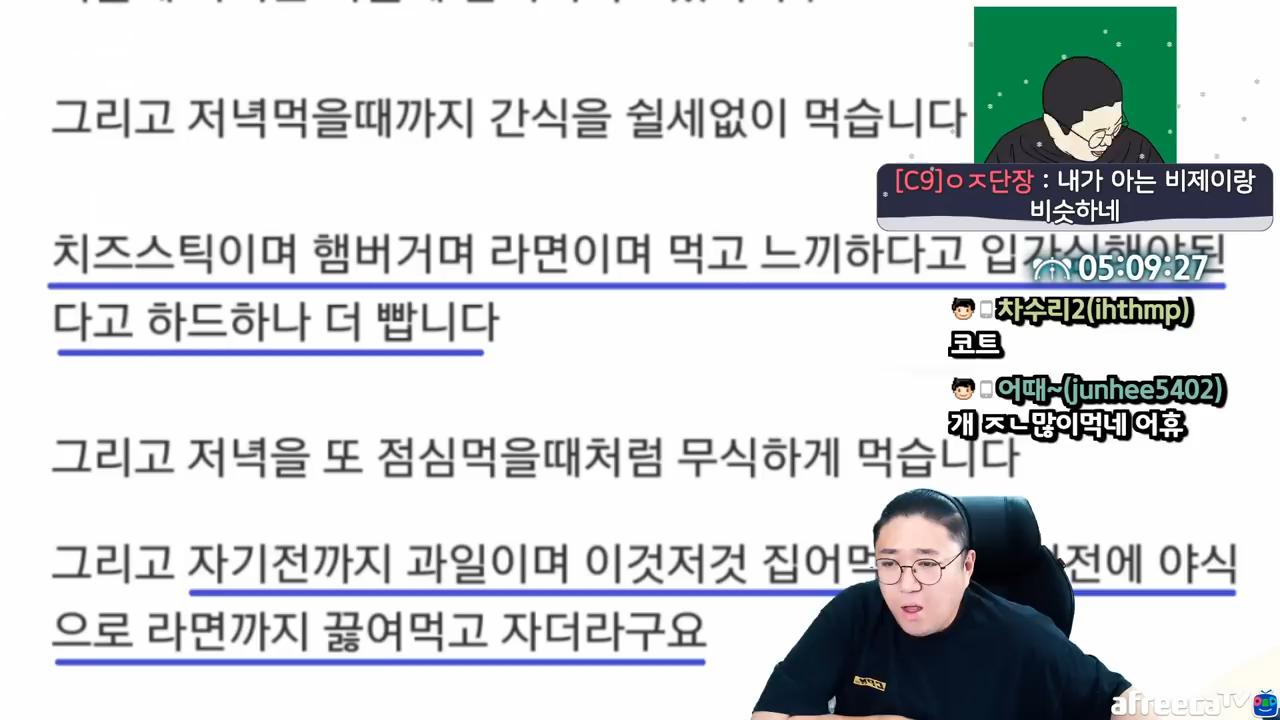 그리고 저녁먹을때까지 간식을 쉴세없이 먹습니다
치즈스틱이며 햄버거며 라면이며 먹고 느끼하다고 입가심해야된
다고 하드하나 더 빱니다
그리고 저녁을 또 점심먹을때처럼 무식하게 먹습니다
그리고 자기전까지 과일이며 이것저것 전에 야식
으로 라면까지 끓여먹고 자더라구요
[C9]ㅇㅈ단장 : 내가 아는 비제이랑
비슷하네
05:09:27
차수리2(ihthmp)
코트
어때~(junhee5402)
개 ㅈㄴ많이먹네 어휴
afreecaTV